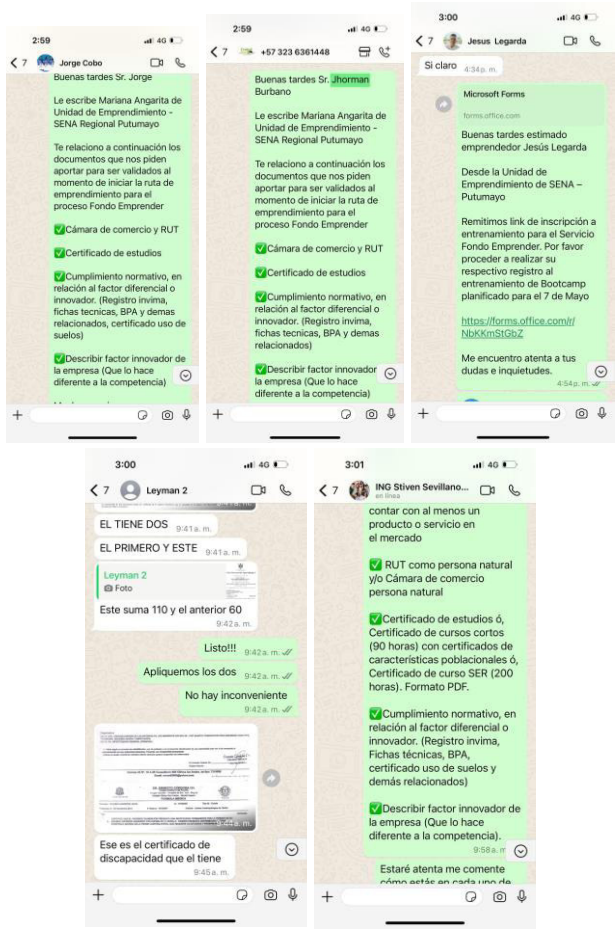 2:59
4G
7
Jorge Cobo
Buenas tardes Sr. Jorge
Le escribe Mariana Angarita de
Unidad de Emprendimiento -
SENA Regional Putumayo
Te relaciono a continuación los
documentos que nos piden
aportar para ser validados al
momento de iniciar la ruta de
emprendimiento para el
proceso Fondo Emprender
✅Cámara de comercio y RUT
✅Certificado de estudios
✅Cumplimiento normativo, en
relación al factor diferencial o
innovador. (Registro invima,
fichas tecnicas, BPA y demas
relacionados, certificado uso de
suelos)
✅Describir factor innovador de
la empresa (Que lo hace
diferente a la competencia)
2:59
4G
7
+57 323 6361448
Buenas tardes Sr. Jhorman
Burbano
Le escribe Mariana Angarita de
Unidad de Emprendimiento -
SENA Regional Putumayo
Te relaciono a continuación los
documentos que nos piden
aportar para ser validados al
momento de iniciar la ruta de
emprendimiento para el
proceso Fondo Emprender
✅Cámara de comercio y RUT
✅Certificado de estudios
✅Cumplimiento normativo, en
relación al factor diferencial o
innovador. (Registro invima,
fichas tecnicas, BPA y demas
relacionados)
✅Describir factor innovador
la empresa (Que lo hace
diferente a la competencia)
3:00
4G
7
Jesus Legarda
Si claro 4:34 p. m.
Microsoft Forms
forms.office.com
Buenas tardes estimado
emprendedor Jesús Legarda
Desde la Unidad de
Emprendimiento de SENA –
Putumayo
Remitimos link de inscripción a
entrenamiento para el Servicio
Fondo Emprender. Por favor
proceder a realizar su
respectivo registro al
entrenamiento de Bootcamp
planificado para el 7 de Mayo
https://forms.office.com/r/
NbKKmStGbZ
Me encuentro atenta a tus
dudas e inquietudes.
4:54 p. m.
3:00
4G
7
Leyman 2
EL TIENE DOS 9:41 a. m.
EL PRIMERO Y ESTE 9:41 a. m.
Leyman 2
Foto
Este suma 110 y el anterior 60
9:42 a. m.
Listo!!! 9:42 a. m.
Apliquemos los dos 9:42 a. m.
No hay inconveniente
9:42 a. m.
Ese es el certificado de
discapacidad que el tiene
9:45 a. m.
3:01
4G
7
ING Stiven Sevillano...
en línea
contar con al menos un
producto o servicio en
el mercado
✅ RUT como persona natural
y/o Cámara de comercio
persona natural
✅Certificado de estudios ó,
Certificado de cursos cortos
(90 horas) con certificados de
características poblacionales ó,
Certificado de curso SER (200
horas). Formato PDF.
✅Cumplimiento normativo, en
relación al factor diferencial o
innovador. (Registro invima,
Fichas técnicas, BPA,
certificado uso de suelos y
demás relacionados)
✅Describir factor innovador de
la empresa (Que lo hace
diferente a la competencia).
9:58 a. m
Estaré atenta me comente
cómo estás en cada uno de